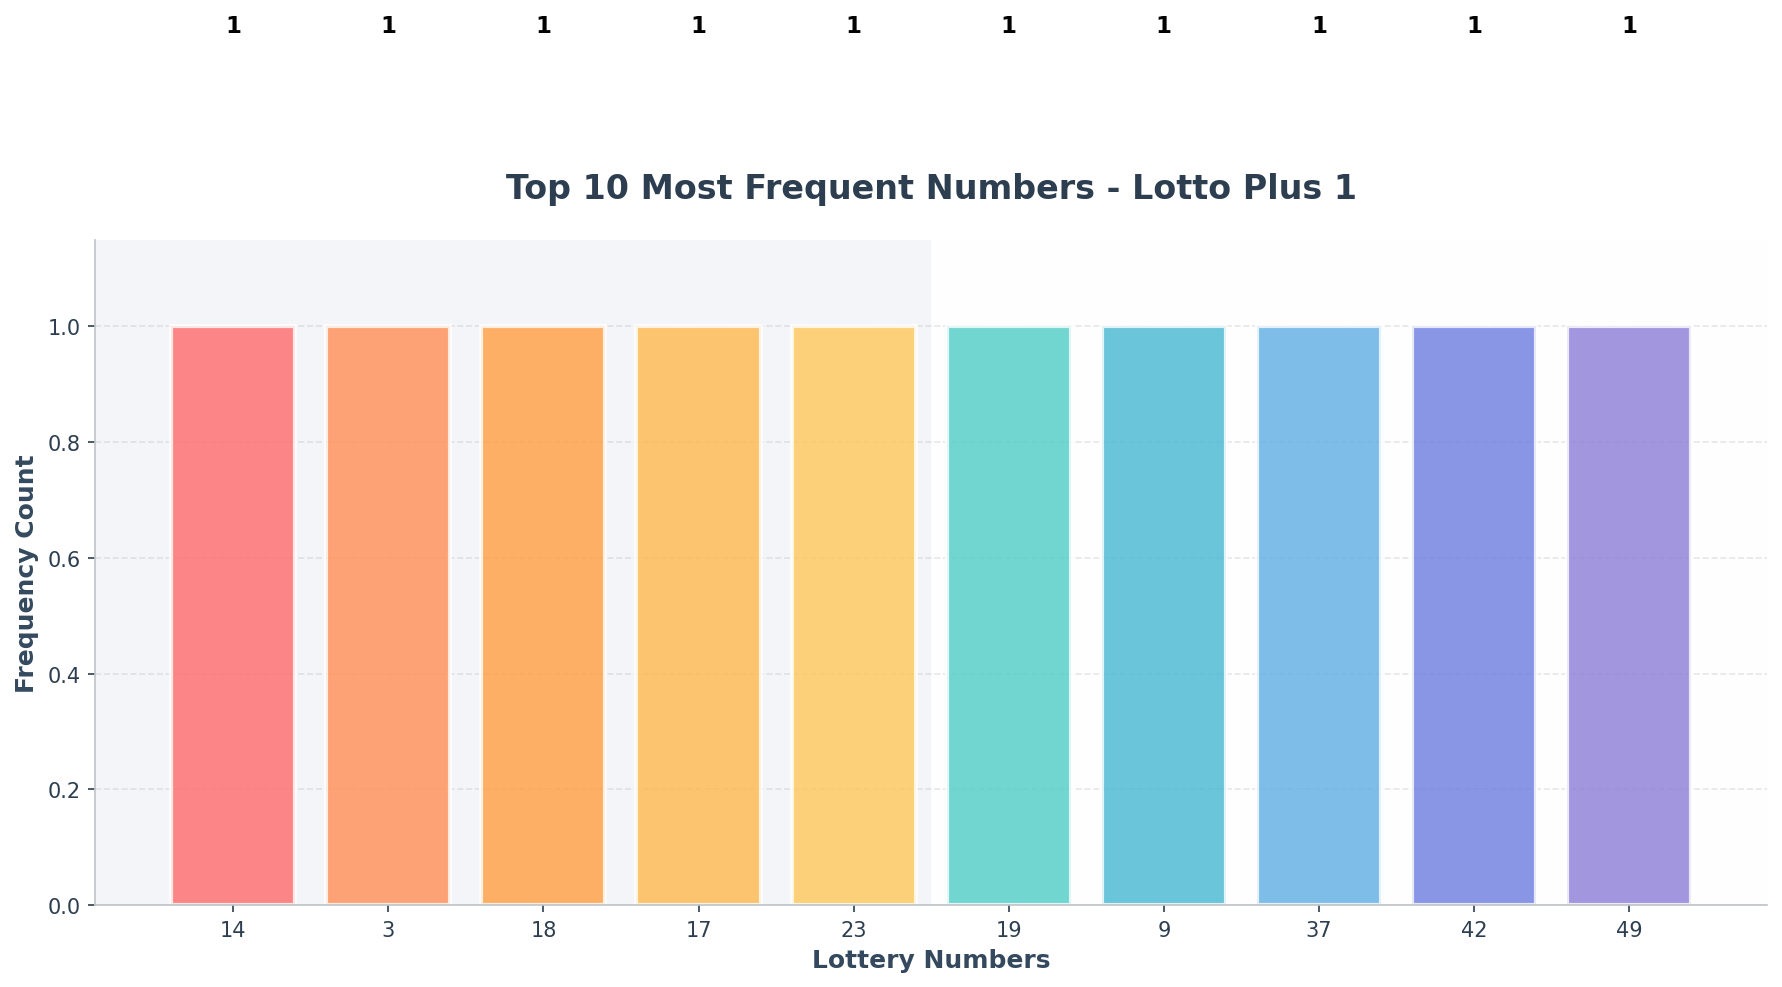 1 1 1 1 1 1 1 1 1 1
Top 10 Most Frequent Numbers - Lotto Plus 1
Frequency Count
1.0
0.8
0.6
0.4
0.2
0.0
14 3 18 17 23 19 9 37 42 49
Lottery Numbers